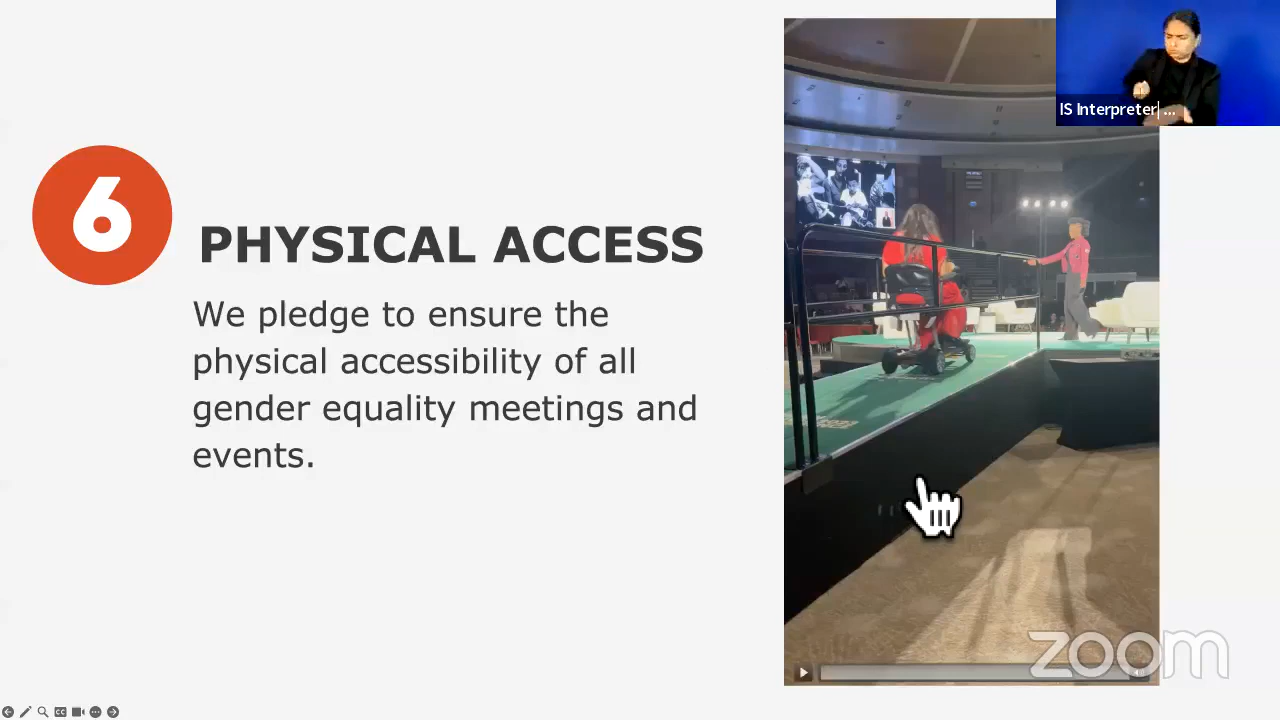 IS Interpreter| ...
6
PHYSICAL ACCESS
We pledge to ensure the
physical accessibility of all
gender equality meetings and
events.
zoom
CC